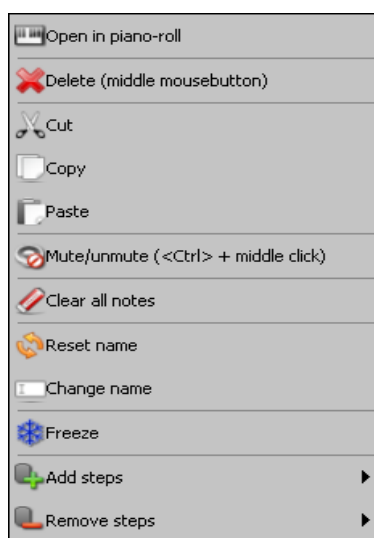 Open in piano-roll
Delete (middle mousebutton)
Cut
Copy
Paste
Mute/unmute (<Ctrl> + middle click)
Clear all notes
Reset name
Change name
Freeze
Add steps
Remove steps